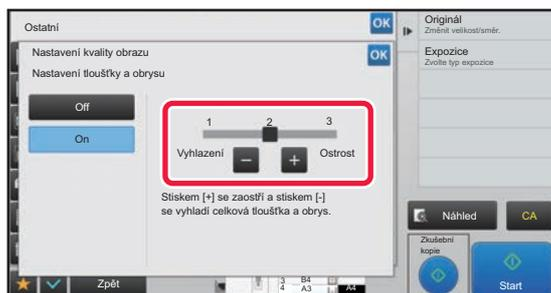 Ostatní
OK
Nastavení kvality obrazu
OK
Nastavení tloušťky a obrysu
Off
On
1 2 3
Vyhlazení - + Ostrost
Stiskem [+] se zaostří a stiskem [-]
se vyhladí celková tloušťka a obrys.
Originál
Změnit velikost/směr.
Expozice
Zvolte typ expozice
Náhled
CA
Zkušební
kopie
Start
Zpět
3 B4
4 A3
A4